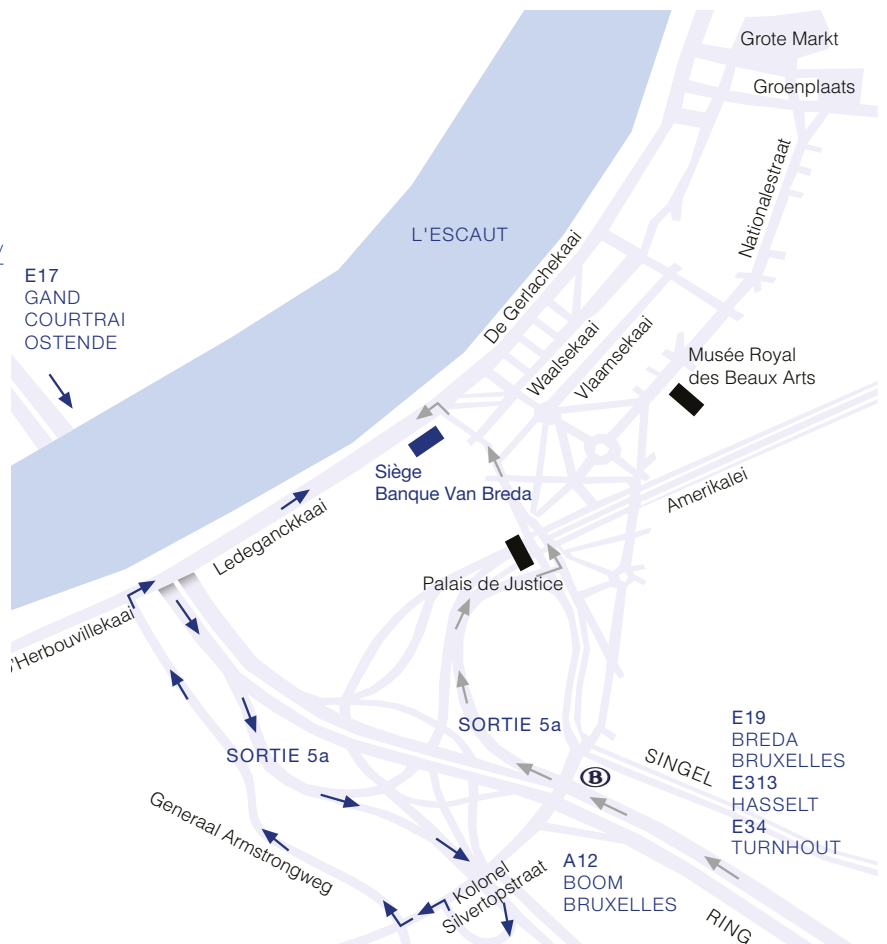 Grote Markt
Groenplaats
Nationalestraat
L'ESCAUT
E17
GAND
COURTRAI
OSTENDE
De Gerlachekaai
Waalsekaai
Vlaamsekaai
Musée Royal
des Beaux Arts
Siège
Banque Van Breda
Amerikalei
Ledeganckkaai
Palais de Justice
'Herbouvillekaai
SORTIE 5a
SORTIE 5a
B
SINGEL
E19
BREDA
BRUXELLES
E313
HASSELT
E34
TURNHOUT
Generaal Armstrongweg
Kolonel
Silvertopstraat
A12
BOOM
BRUXELLES
RING